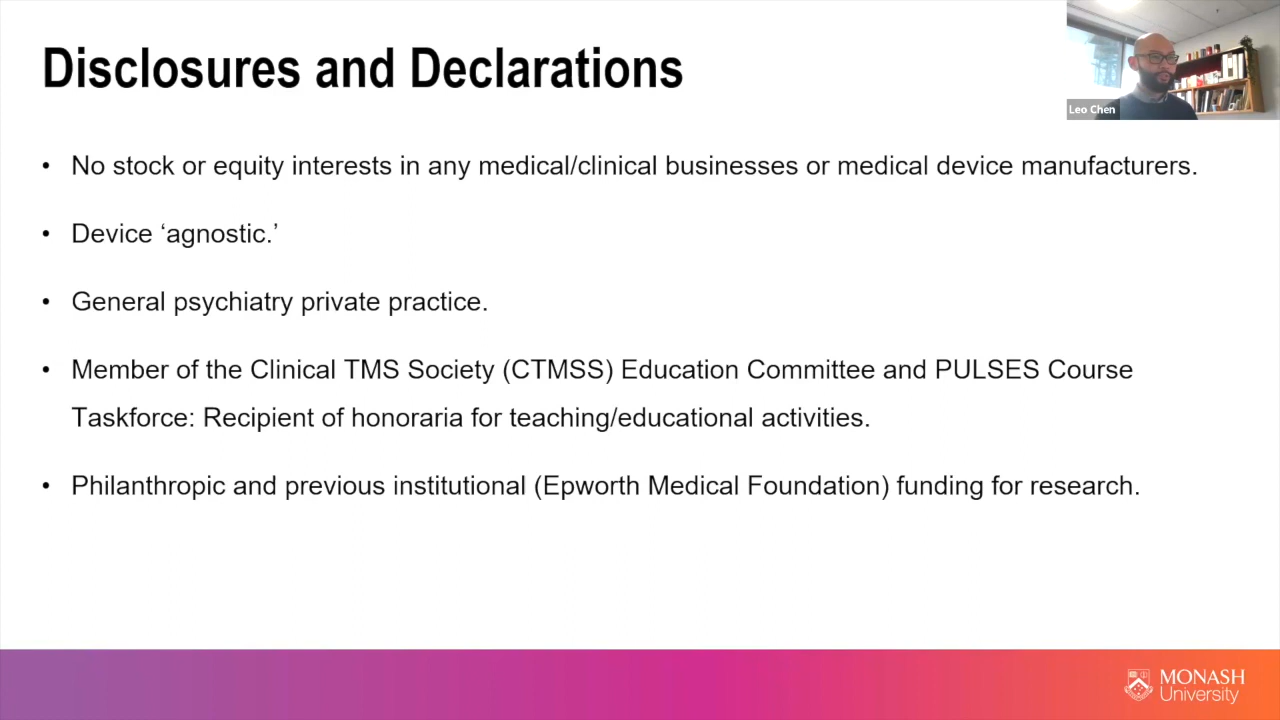 Disclosures and Declarations
Leo Chen
• No stock or equity interests in any medical/clinical businesses or medical device manufacturers.
• Device ‘agnostic.’
• General psychiatry private practice.
• Member of the Clinical TMS Society (CTMSS) Education Committee and PULSES Course
Taskforce: Recipient of honoraria for teaching/educational activities.
• Philanthropic and previous institutional (Epworth Medical Foundation) funding for research.
MONASH
University